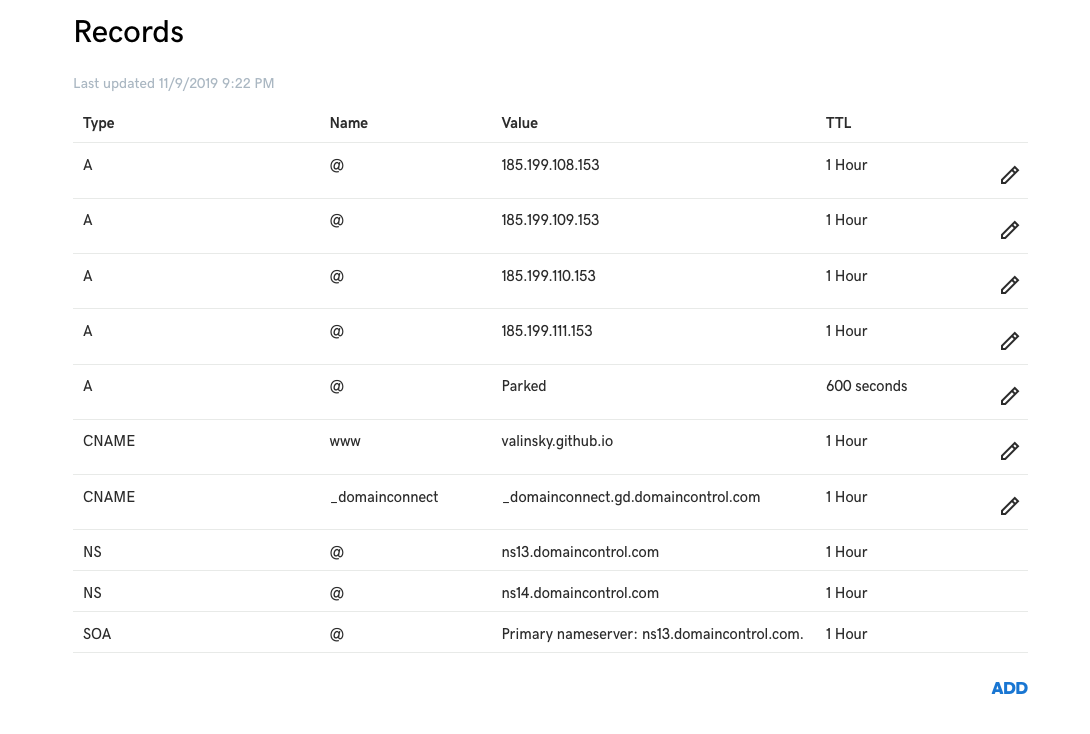 Records
Last updated 11/9/2019 9:22 PM
Type Name Value TTL
A @ 185.199.108.153 1 Hour
A @ 185.199.109.153 1 Hour
A @ 185.199.110.153 1 Hour
A @ 185.199.111.153 1 Hour
A @ Parked 600 seconds
CNAME www valinsky.github.io 1 Hour
CNAME _domainconnect _domainconnect.gd.domaincontrol.com 1 Hour
NS @ ns13.domaincontrol.com 1 Hour
NS @ ns14.domaincontrol.com 1 Hour
SOA @ Primary nameserver: ns13.domaincontrol.com. 1 Hour
ADD